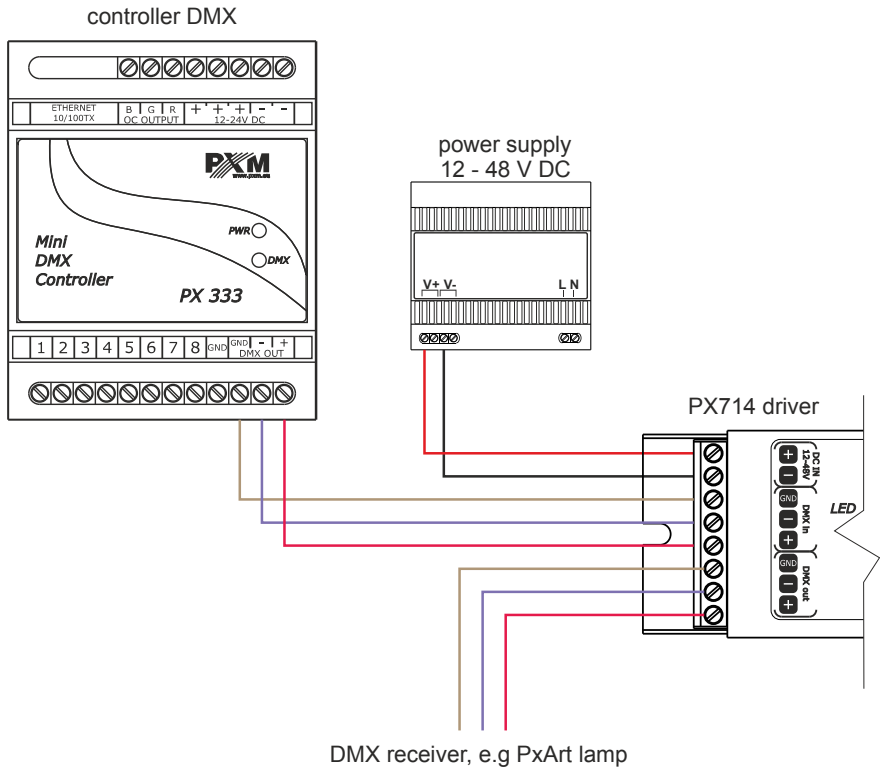 controller DMX
ETHERNET
10/100TX
B G R + + + - -
OC OUTPUT 12-24V DC
PXM
www.pxm.eu
PWR
DMX
Mini
DMX
Controller
PX 333
1 2 3 4 5 6 7 8 GND GND - +
DMX OUT
power supply
12 - 48 V DC
V+ V-
L N
PX714 driver
DC IN
12-48V
+
-
GND
-
+
DMX in
GND
-
+
DMX out
LED
DMX receiver, e.g PxArt lamp